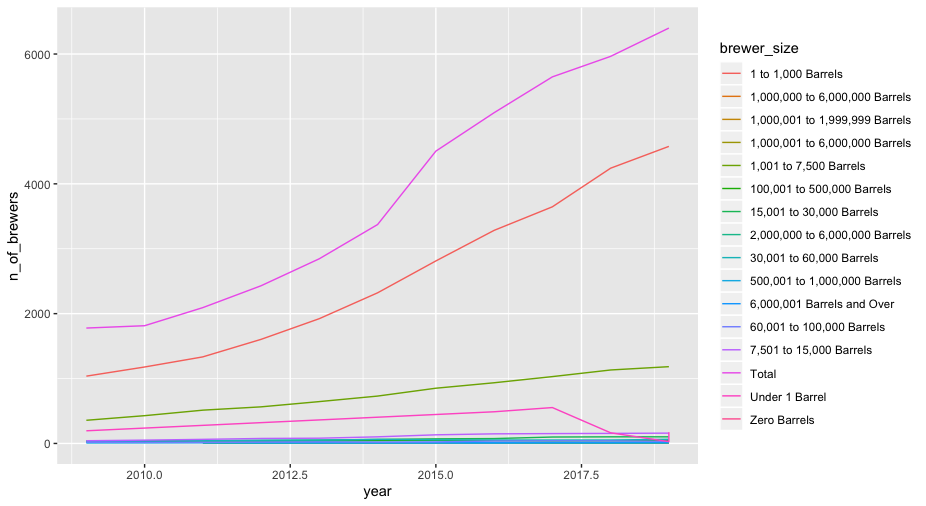 n_of_brewers
6000
4000
2000
0
2010.0
2012.5
2015.0
2017.5
year
brewer_size
1 to 1,000 Barrels
1,000,000 to 6,000,000 Barrels
1,000,001 to 1,999,999 Barrels
1,000,001 to 6,000,000 Barrels
1,001 to 7,500 Barrels
100,001 to 500,000 Barrels
15,001 to 30,000 Barrels
2,000,000 to 6,000,000 Barrels
30,001 to 60,000 Barrels
500,001 to 1,000,000 Barrels
6,000,001 Barrels and Over
60,001 to 100,000 Barrels
7,501 to 15,000 Barrels
Total
Under 1 Barrel
Zero Barrels